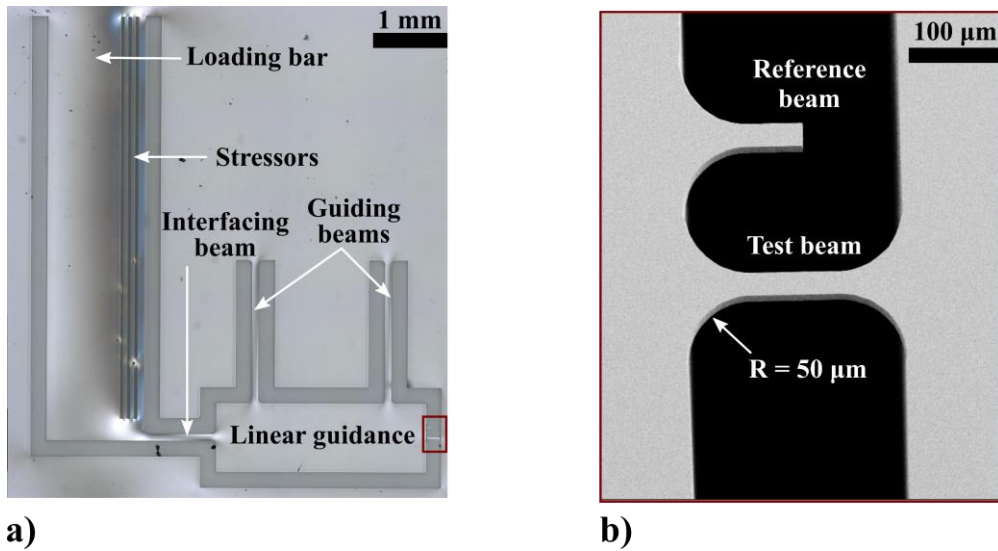 1 mm
Loading bar
Stressors
Interfacing
beam
Guiding
beams
Linear guidance
a)
100 µm
Reference
beam
Test beam
R = 50 µm
b)